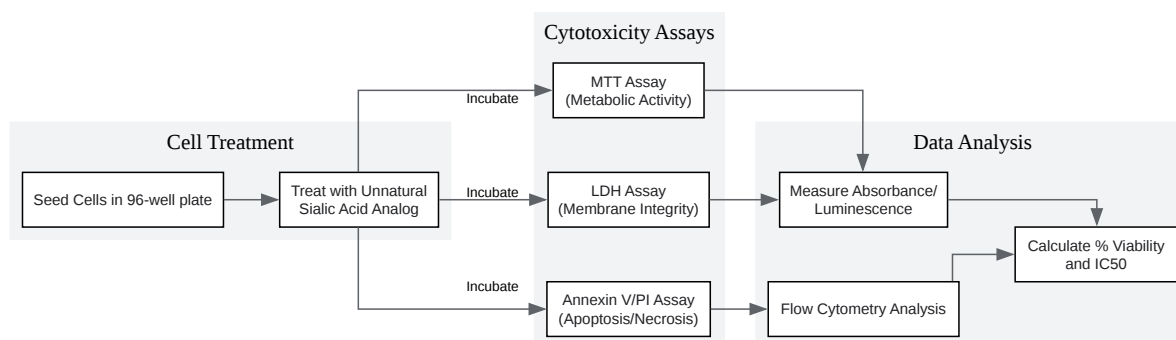 Cytotoxicity Assays
MTT Assay
(Metabolic Activity)
Incubate
Cell Treatment
Data Analysis
Seed Cells in 96-well plate
Treat with Unnatural
Sialic Acid Analog
Incubate
LDH Assay
(Membrane Integrity)
Measure Absorbance/
Luminescence
Calculate % Viability
and IC50
Incubate
Annexin V/PI Assay
(Apoptosis/Necrosis)
Flow Cytometry Analysis